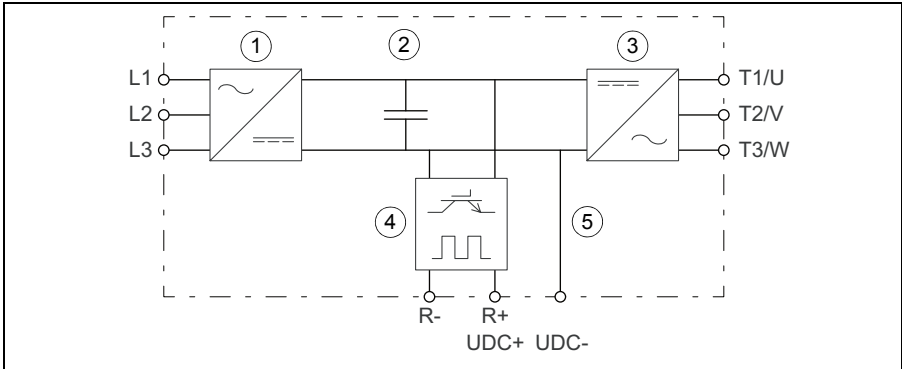 1
2
3
L1
T1/U
L2
T2/V
L3
T3/W
4
5
R-
R+
UDC+
UDC-